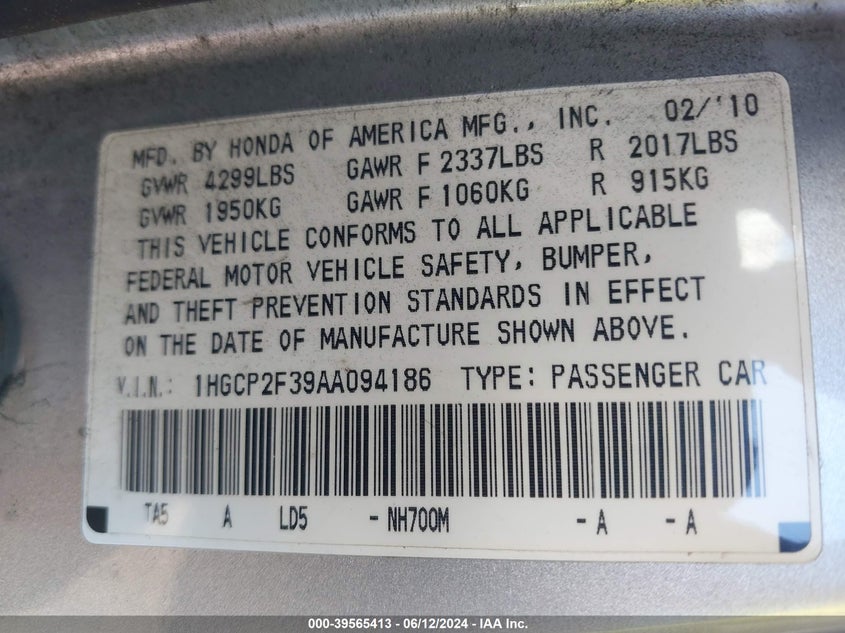 MFD. BY HONDA OF AMERICA MFG., INC. 02/'10
GVWR 4299LBS GAWR F 2337LBS R 2017LBS
GVWR 1950KG GAWR F 1060KG R 915KG
THIS VEHICLE CONFORMS TO ALL APPLICABLE
FEDERAL MOTOR VEHICLE SAFETY, BUMPER,
AND THEFT PREVENTION STANDARDS IN EFFECT
ON THE DATE OF MANUFACTURE SHOWN ABOVE.
V.I.N.: 1HGCP2F39AA094186 TYPE: PASSENGER CAR
TA5 A LD5 - NH700M - A - A
000-39565413 - 06/12/2024 - IAA Inc.